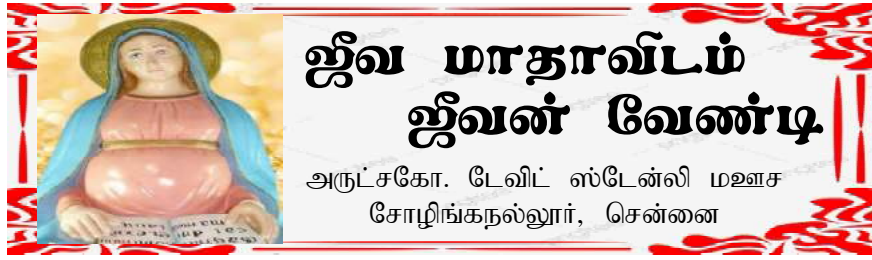 ஜீவ மாதாவிடம்
ஜீவன் வேண்டி
அருட்சகோ. டேவிட் ஸ்டேன்லி மஊச
சோழிங்கநல்லூர், சென்னை